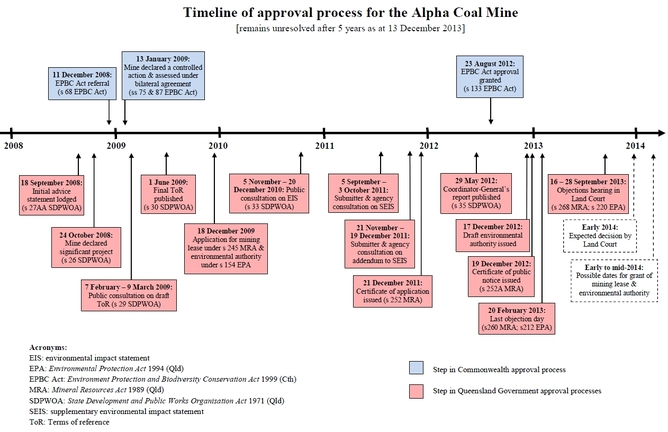 Timeline of approval process for the Alpha Coal Mine
[remains unresolved after 5 years as at 13 December 2013]
11 December 2008:
EPBC Act referral
(s 68 EPBC Act)
13 January 2009:
Mine declared a controlled
action & assessed under
bilateral agreement
(ss 75 & 87 EPBC Act)
23 August 2012:
EPBC Act approval
granted
(s 133 EPBC Act)
2008
2009
2010
2011
2012
2013
2014
18 September 2008:
Initial advice
statement lodged
(s 27AA SDPWOA)
24 October 2008:
Mine declared
significant project
(s 26 SDPWOA)
7 February – 9 March 2009:
Public consultation on draft
ToR (s 29 SDPWOA)
1 June 2009:
Final ToR
published
(s 30 SDPWOA)
18 December 2009
Application for mining
lease under s 245 MRA &
environmental authority
under s 154 EPA
5 November – 20
December 2010: Public
consultation on EIS
(s 33 SDPWOA)
5 September –
3 October 2011:
Submitter & agency
consultation on SEIS
21 November –
19 December 2011:
Submitter & agency
consultation on
addendum to SEIS
21 December 2011:
Certificate of application
issued (s 252 MRA)
29 May 2012:
Coordinator-General's
report published
(s 35 SDPWOA)
17 December 2012:
Draft environmental
authority issued
19 December 2012:
Certificate of public
notice issued
(s 252A MRA)
20 February 2013:
Last objection day
(s260 MRA; s212 EPA)
16 – 28 September 2013:
Objections hearing in
Land Court
(s 268 MRA; s 220 EPA)
Early 2014:
Expected decision by
Land Court
Early to mid-2014:
Possible dates for grant of
mining lease &
environmental authority
Acronyms:
EIS: environmental impact statement
EPA: Environmental Protection Act 1994 (Qld)
EPBC Act: Environment Protection and Biodiversity Conservation Act 1999 (Cth)
MRA: Mineral Resources Act 1989 (Qld)
SDPWOA: State Development and Public Works Organisation Act 1971 (Qld)
SEIS: supplementary environmental impact statement
ToR: Terms of reference
Step in Commonwealth approval process
Step in Queensland Government approval processes